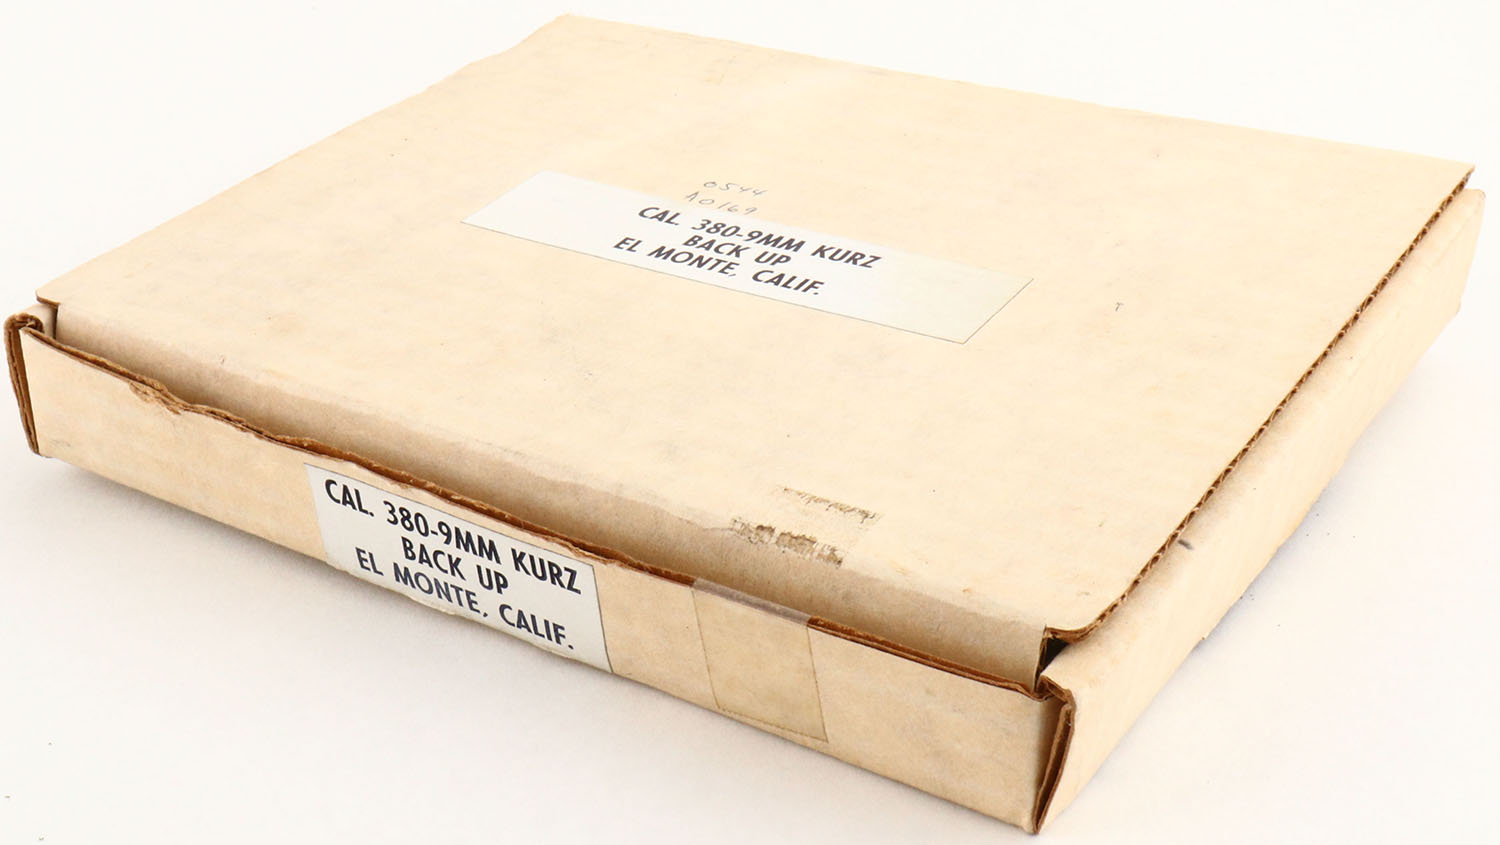 0544
A0169
CAL. 380-9MM KURZ
BACK UP
EL MONTE, CALIF.
CAL. 380-9MM KURZ
BACK UP
EL MONTE, CALIF.